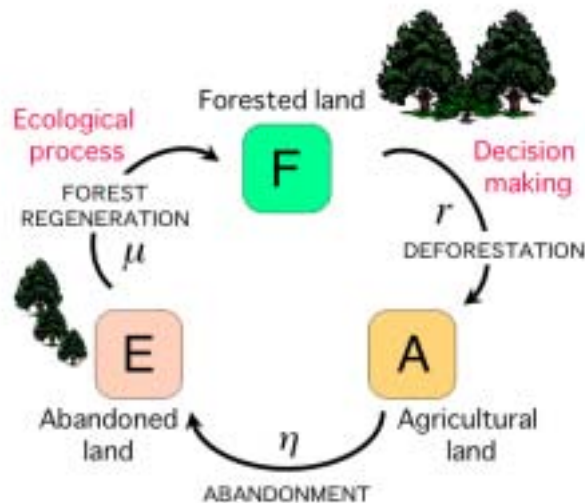 Forested land
F
Ecological
process
Decision
making
FOREST
REGENERATION
μ
r
DEFORESTATION
E
A
Abandoned
land
Agricultural
land
η
ABANDONMENT